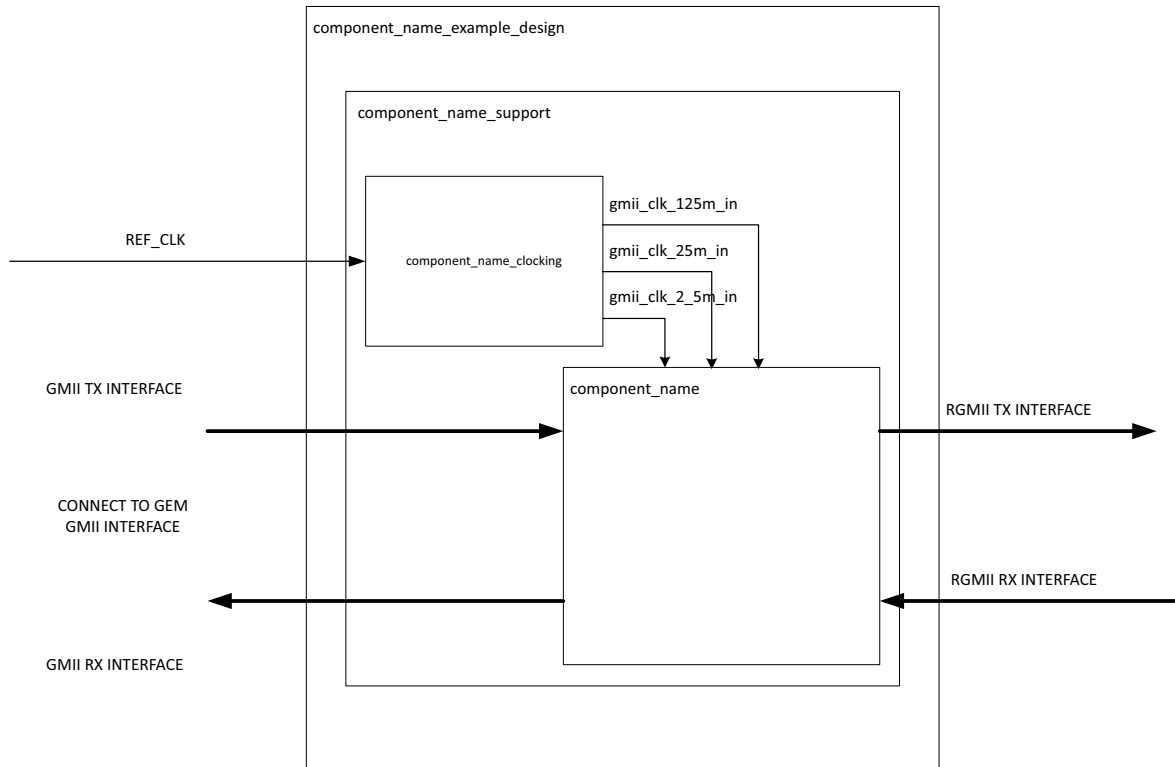 component_name_example_design
component_name_support
gmii_clk_125m_in
REF_CLK
gmii_clk_25m_in
component_name_clocking
gmii_clk_2_5m_in
GMII TX INTERFACE
component_name
RGMII TX INTERFACE
CONNECT TO GEM
GMII INTERFACE
RGMII RX INTERFACE
GMII RX INTERFACE